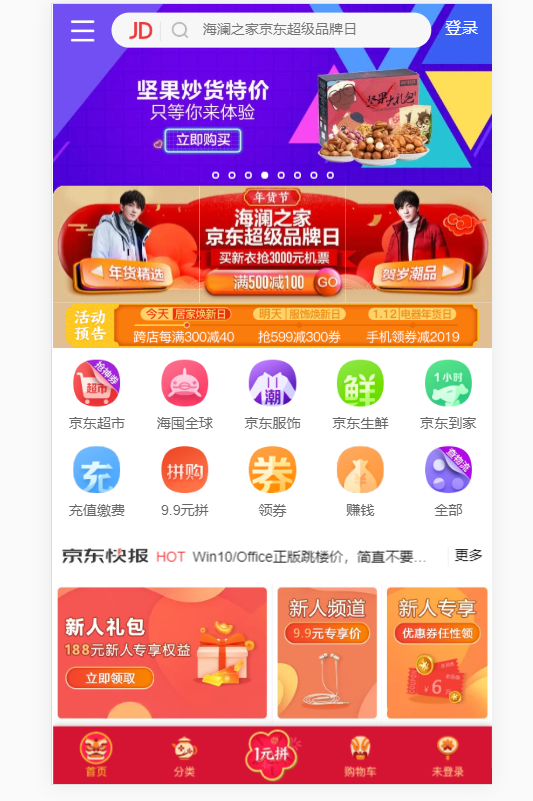 JD 海澜之家京东超级品牌日 登录
坚果炒货特价
只等你来体验
立即购买
坚果大礼包
年货节
海澜之家
京东超级品牌日
买新衣抢3000元机票
年货精选 满500减100 GO 贺岁潮品
活动预告
今天 居家焕新日 明天 服饰焕新日 1.12 电器年货日
跨店每满300减40 抢599减300券 手机领券减2019
抢神券
超市 潮 鲜 1小时
京东超市 海囤全球 京东服饰 京东生鲜 京东到家
充 拼购 券 查物流
充值缴费 9.9元拼 领券 赚钱 全部
京东快报 HOT Win10/Office正版跳楼价，简直不要… 更多
新人礼包
188元新人专享权益
立即领取
新人频道
9.9元专享价
新人专享
优惠券任性领
¥6
1元拼
首页 分类 购物车 未登录